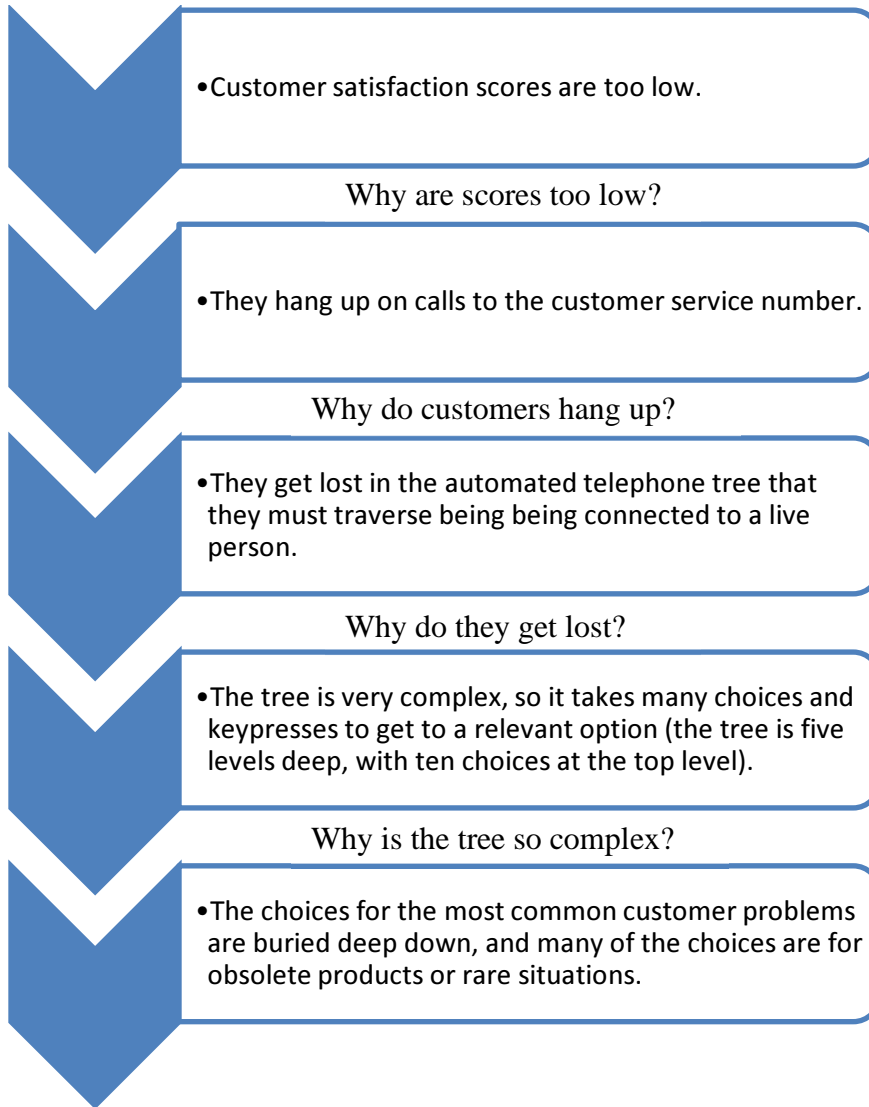 •Customer satisfaction scores are too low.
Why are scores too low?
•They hang up on calls to the customer service number.
Why do customers hang up?
•They get lost in the automated telephone tree that
they must traverse being being connected to a live
person.
Why do they get lost?
•The tree is very complex, so it takes many choices and
keypresses to get to a relevant option (the tree is five
levels deep, with ten choices at the top level).
Why is the tree so complex?
•The choices for the most common customer problems
are buried deep down, and many of the choices are for
obsolete products or rare situations.